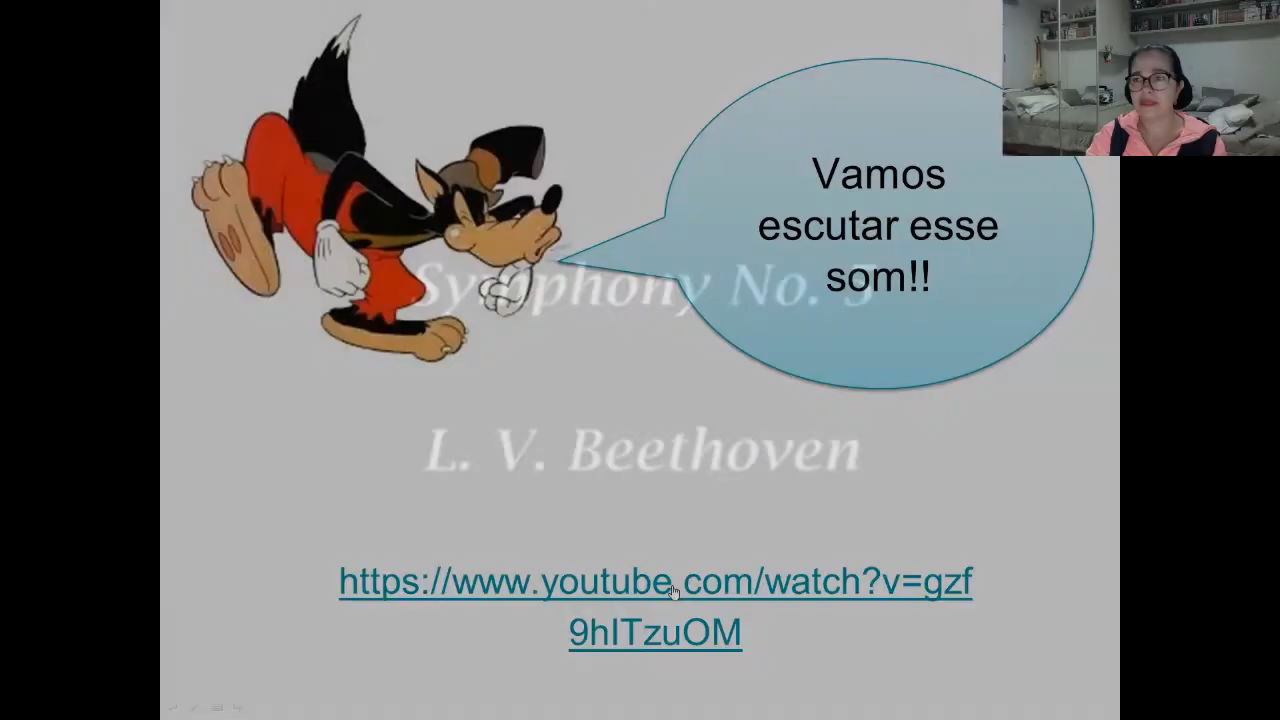 Vamos
escutar esse
som!!
Symphony No. 5
L. V. Beethoven
https://www.youtube.com/watch?v=gzf
9hITzuOM